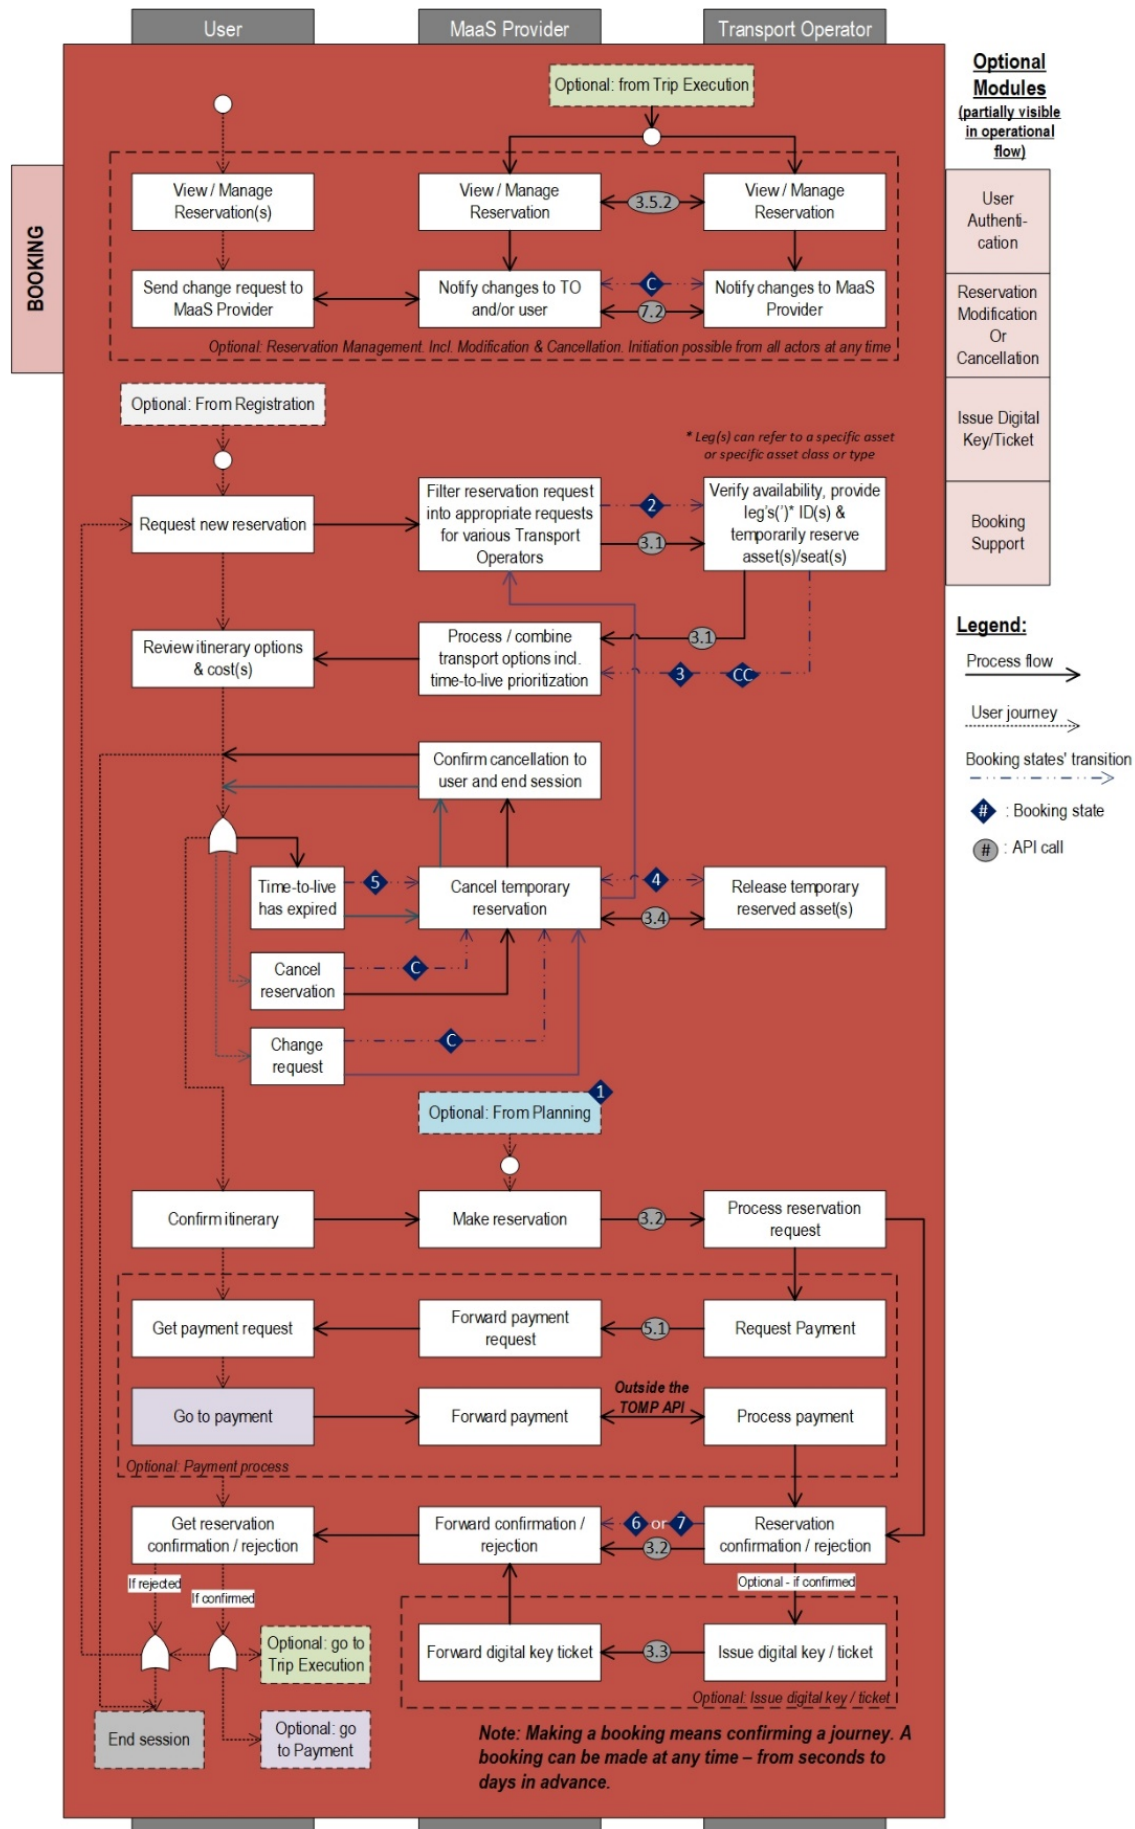 User
MaaS Provider
Transport Operator
Optional
Modules
(partially visible
in operational
flow)
Optional: from Trip Execution
BOOKING
View / Manage
Reservation(s)
View / Manage
Reservation
3.5.2
View / Manage
Reservation
User
Authenti-
cation
Send change request to
MaaS Provider
Notify changes to TO
and/or user
C
7.2
Notify changes to MaaS
Provider
Optional: Reservation Management. Incl. Modification & Cancellation. Initiation possible from all actors at any time
Reservation
Modification
Or
Cancellation
Optional: From Registration
Issue Digital
Key/Ticket
* Leg(s) can refer to a specific asset
or specific asset class or type
Request new reservation
Filter reservation request
into appropriate requests
for various Transport
Operators
2
3.1
Verify availability, provide
leg's(')* ID(s) &
temporarily reserve
asset(s)/seat(s)
Booking
Support
Review itinerary options
& cost(s)
Process / combine
transport options incl.
time-to-live prioritization
3.1
3
CC
Legend:
Process flow
User journey
Booking states' transition
# : Booking state
# : API call
Confirm cancellation to
user and end session
Time-to-live
has expired
5
Cancel temporary
reservation
4
3.4
Release temporary
reserved asset(s)
Cancel
reservation
C
Change
request
C
1
Optional: From Planning
Confirm itinerary
Make reservation
3.2
Process reservation
request
Get payment request
Forward payment
request
5.1
Request Payment
Go to payment
Forward payment
Outside the
TOMP API
Process payment
Optional: Payment process
Get reservation
confirmation / rejection
Forward confirmation /
rejection
6 or 7
3.2
Reservation
confirmation / rejection
If rejected
If confirmed
Optional - if confirmed
Optional: go to
Trip Execution
Forward digital key ticket
3.3
Issue digital key / ticket
Optional: Issue digital key / ticket
End session
Optional: go
to Payment
Note: Making a booking means confirming a journey. A
booking can be made at any time – from seconds to
days in advance.